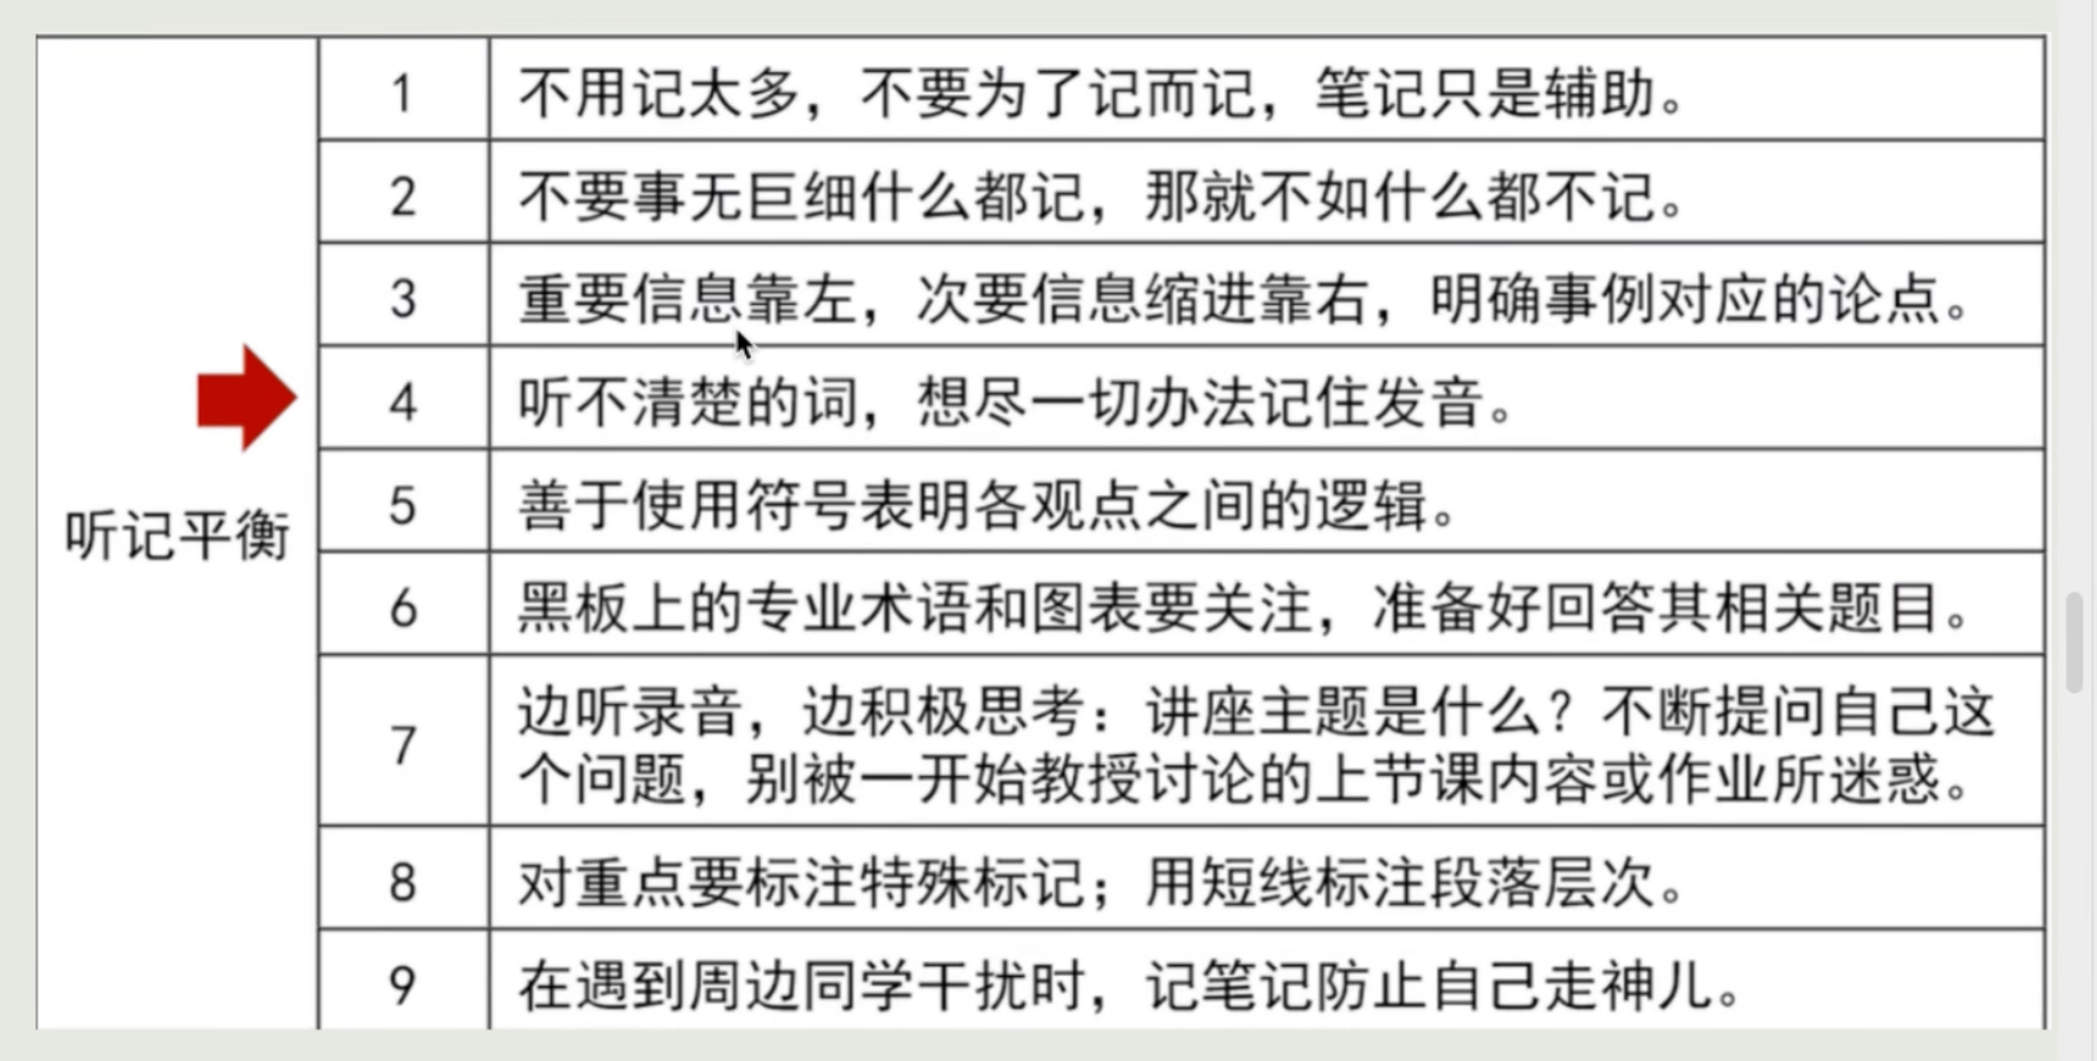 听记平衡
1 不用记太多，不要为了记而记，笔记只是辅助。
2 不要事无巨细什么都记，那就不如什么都不记。
3 重要信息靠左，次要信息缩进靠右，明确事例对应的论点。
4 听不清楚的词，想尽一切办法记住发音。
5 善于使用符号表明各观点之间的逻辑。
6 黑板上的专业术语和图表要关注，准备好回答其相关题目。
7 边听录音，边积极思考：讲座主题是什么？不断提问自己这
个问题，别被一开始教授讨论的上节课内容或作业所迷惑。
8 对重点要标注特殊标记；用短线标注段落层次。
9 在遇到周边同学干扰时，记笔记防止自己走神儿。